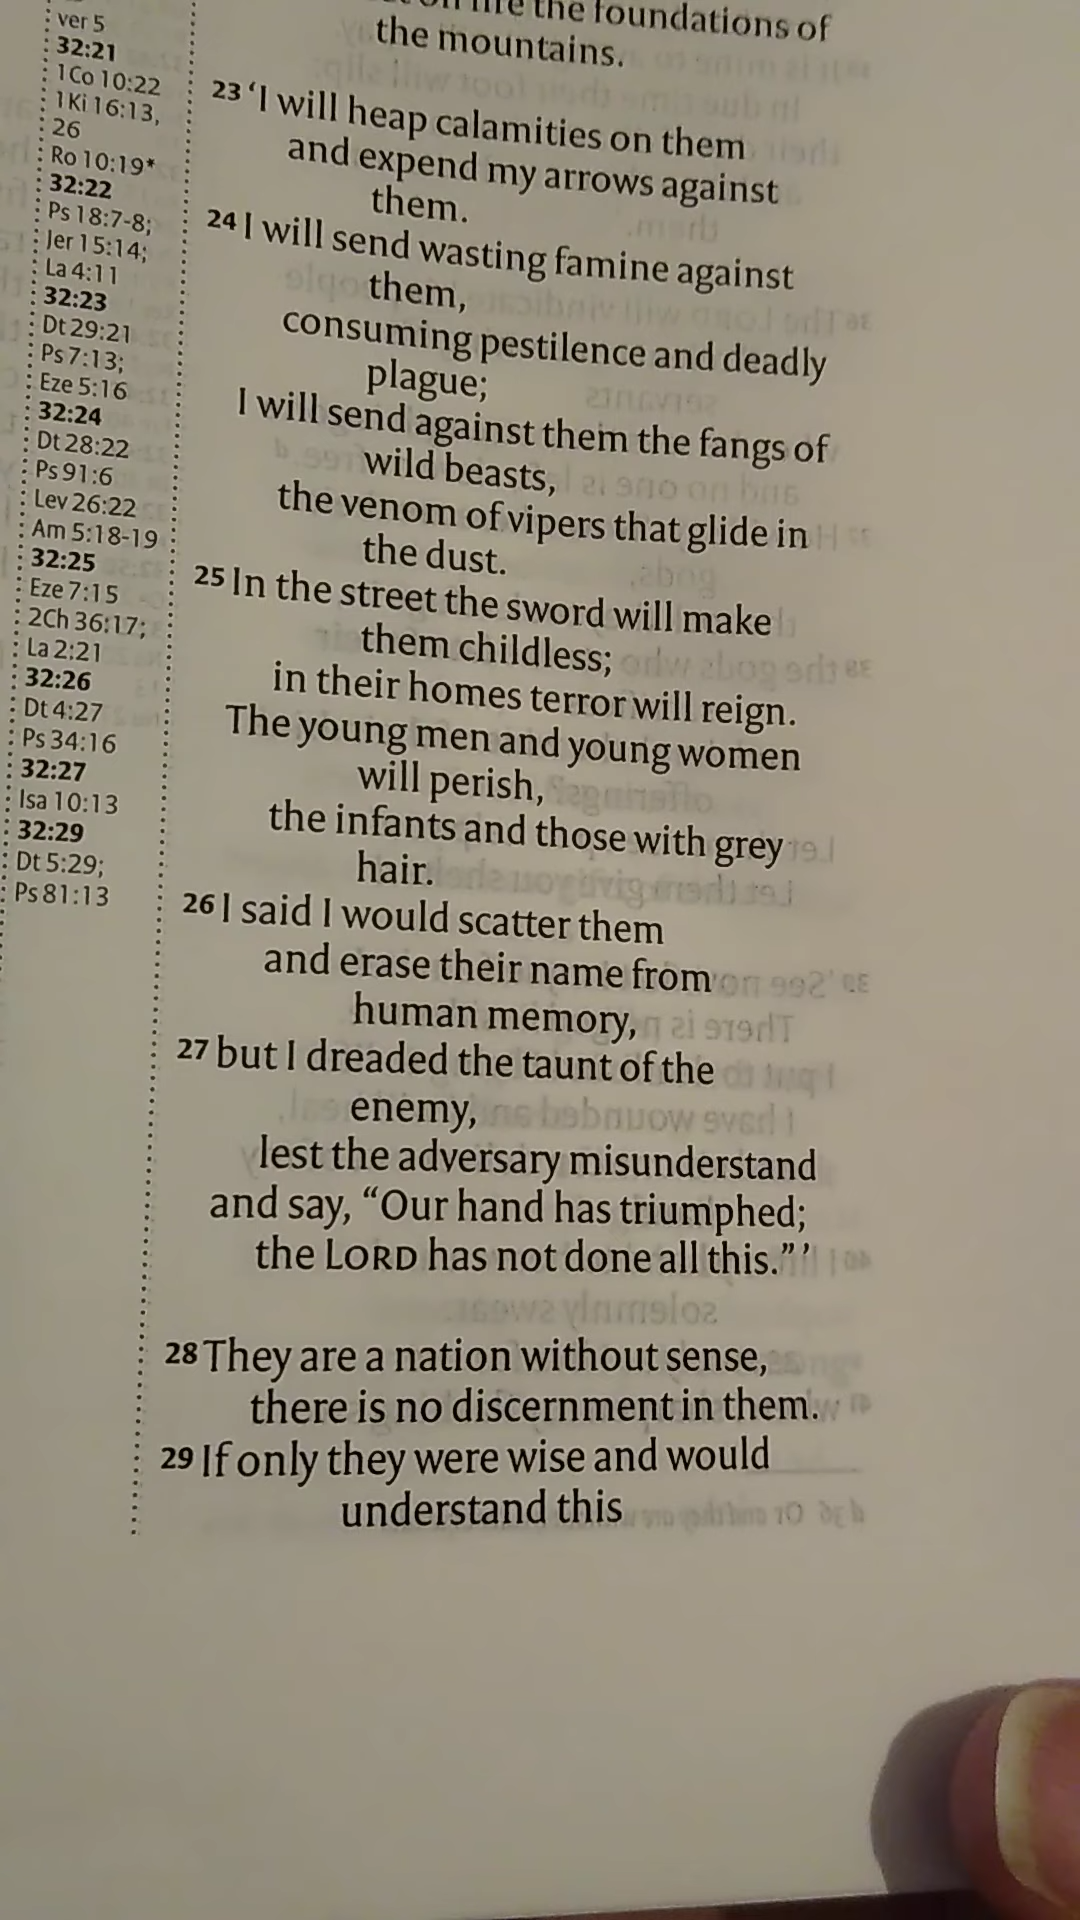 ver 5
32:21
1Co 10:22
1Ki 16:13,
26
Ro 10:19*
32:22
Ps 18:7-8;
Jer 15:14;
La 4:11
32:23
Dt 29:21
Ps 7:13;
Eze 5:16
32:24
Dt 28:22
Ps 91:6
Lev 26:22
Am 5:18-19
32:25
Eze 7:15
2Ch 36:17;
La 2:21
32:26
Dt 4:27
Ps 34:16
32:27
Isa 10:13
32:29
Dt 5:29;
Ps 81:13
the foundations of
the mountains.
23 ‘I will heap calamities on them
and expend my arrows against
them.
24 I will send wasting famine against
them,
consuming pestilence and deadly
plague;
I will send against them the fangs of
wild beasts,
the venom of vipers that glide in
the dust.
25 In the street the sword will make
them childless;
in their homes terror will reign.
The young men and young women
will perish,
the infants and those with grey
hair.
26 I said I would scatter them
and erase their name from
human memory,
27 but I dreaded the taunt of the
enemy,
lest the adversary misunderstand
and say, “Our hand has triumphed;
the LORD has not done all this.” ’
28 They are a nation without sense,
there is no discernment in them.
29 If only they were wise and would
understand this